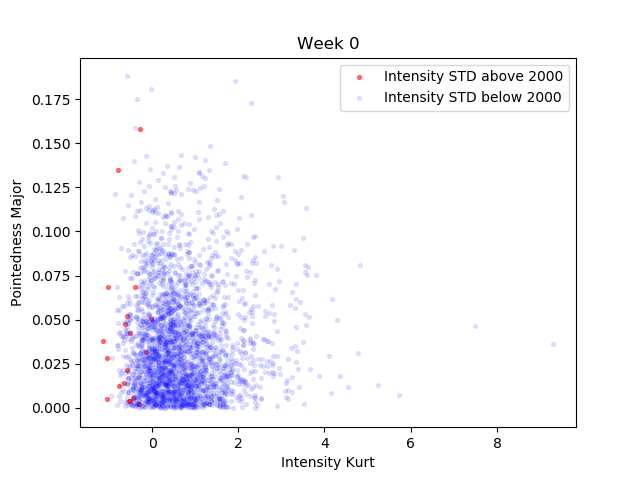 Week 0
Intensity STD above 2000
Intensity STD below 2000
Pointedness Major
0.175
0.150
0.125
0.100
0.075
0.050
0.025
0.000
0 2 4 6 8
Intensity Kurt